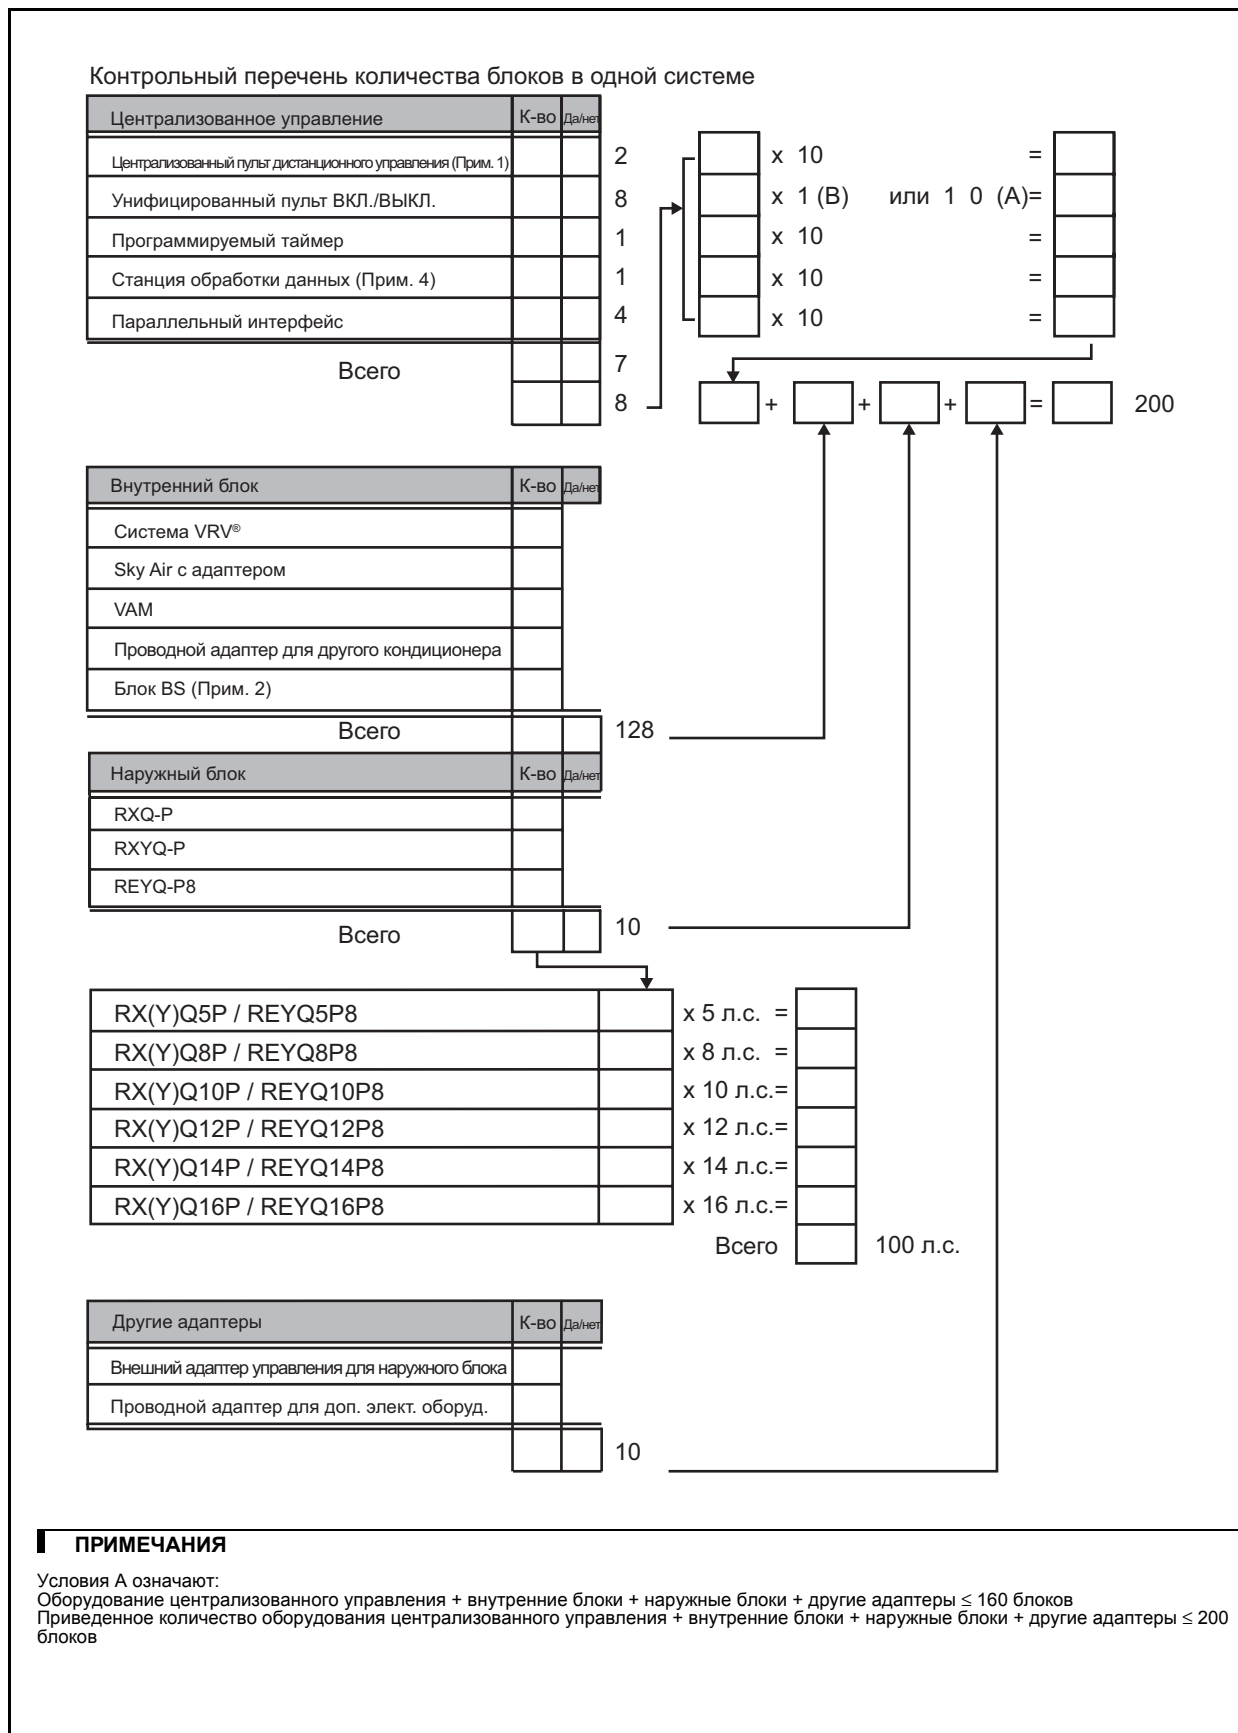 Контрольный перечень количества блоков в одной системе
Централизованное управление К-во Да/нет
Централизованный пульт дистанционного управления (Прим. 1) 2 x 10 =
Унифицированный пульт ВКЛ./ВЫКЛ. 8 x 1 (B) или 1 0 (A)=
Программируемый таймер 1 x 10 =
Станция обработки данных (Прим. 4) 1 x 10 =
Параллельный интерфейс 4 x 10 =
Всего 7
8 + + + = 200
Внутренний блок К-во Да/нет
Система VRV®
Sky Air с адаптером
VAM
Проводной адаптер для другого кондиционера
Блок BS (Прим. 2)
Всего 128
Наружный блок К-во Да/нет
RXQ-P
RXYQ-P
REYQ-P8
Всего 10
RX(Y)Q5P / REYQ5P8 x 5 л.с. =
RX(Y)Q8P / REYQ8P8 x 8 л.с. =
RX(Y)Q10P / REYQ10P8 x 10 л.с.=
RX(Y)Q12P / REYQ12P8 x 12 л.с.=
RX(Y)Q14P / REYQ14P8 x 14 л.с.=
RX(Y)Q16P / REYQ16P8 x 16 л.с.=
Всего 100 л.с.
Другие адаптеры К-во Да/нет
Внешний адаптер управления для наружного блока
Проводной адаптер для доп. элект. оборуд.
10
ПРИМЕЧАНИЯ
Условия А означают:
Оборудование централизованного управления + внутренние блоки + наружные блоки + другие адаптеры ≤ 160 блоков
Приведенное количество оборудования централизованного управления + внутренние блоки + наружные блоки + другие адаптеры ≤ 200
блоков